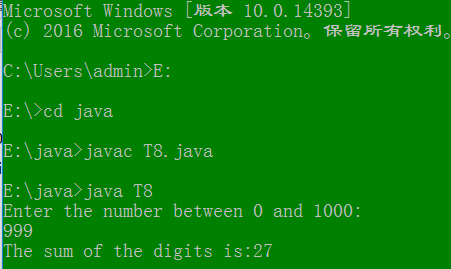 Microsoft Windows [版本 10.0.14393]
(c) 2016 Microsoft Corporation。保留所有权利。
C:\Users\admin>E:
E:\>cd java
E:\java>javac T8.java
E:\java>java T8
Enter the number between 0 and 1000:
999
The sum of the digits is:27